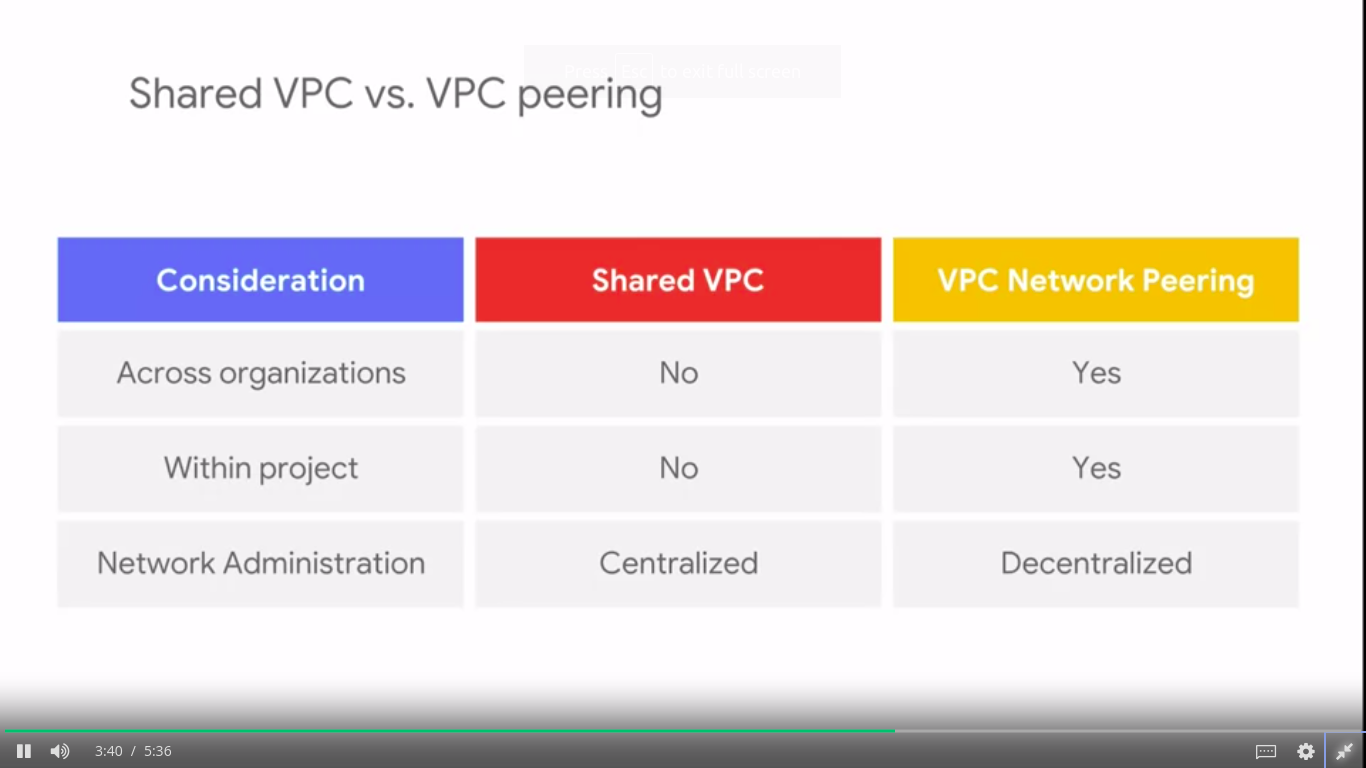 Press Esc to exit full screen
Shared VPC vs. VPC peering
Consideration Shared VPC VPC Network Peering
Across organizations No Yes
Within project No Yes
Network Administration Centralized Decentralized
3:40 / 5:36